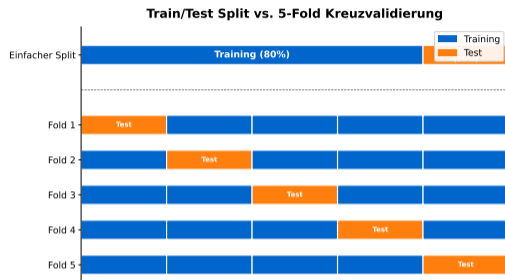 Train/Test Split vs. 5-Fold Kreuzvalidierung
Einfacher Split
Training (80%)
Training
Test
Fold 1
Test
Fold 2
Test
Fold 3
Test
Fold 4
Test
Fold 5
Test